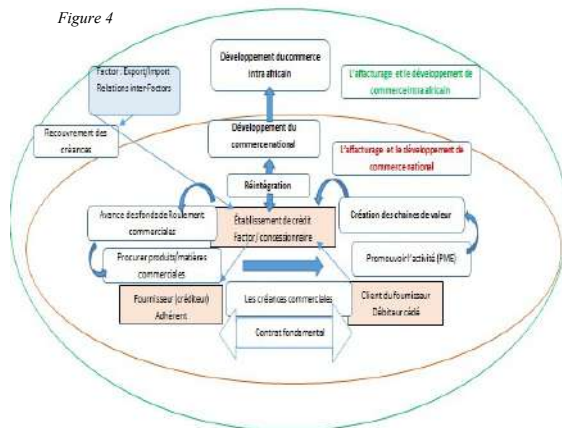 Figure 4
Développement du commerce
intra africain
Factor : Export/Import
Relations inter-Factors
L'affacturage et le développement de
commerce intra africain
Recouvrement des
créances
Développement du
commerce national
L'affacturage et le développement de
commerce national
Réintégration
Avance des fonds de Roulement
commerciales
Établissement de crédit
Factor / concessionnaire
Création des chaines de valeur
Procurer produits/matières
commerciales
Promouvoir l'activité (PME)
Fournisseur (créditeur)
Adhérent
Les créances commerciales
Client du fournisseur
Débiteur cédé
Contrat fondamental